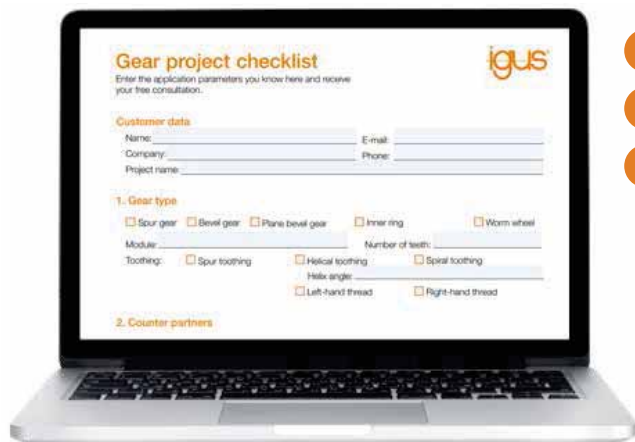 Gear project checklist
igus
Enter the application parameters you know here and receive
your free consultation.
Customer data
Name: E-mail:
Company: Phone:
Project name:
1. Gear type
Spur gear Bevel gear Plane bevel gear Inner ring Worm wheel
Module: Number of teeth:
Toothing: Spur toothing Helical toothing Spiral toothing
Helix angle:
Left-hand thread Right-hand thread
2. Counter partners